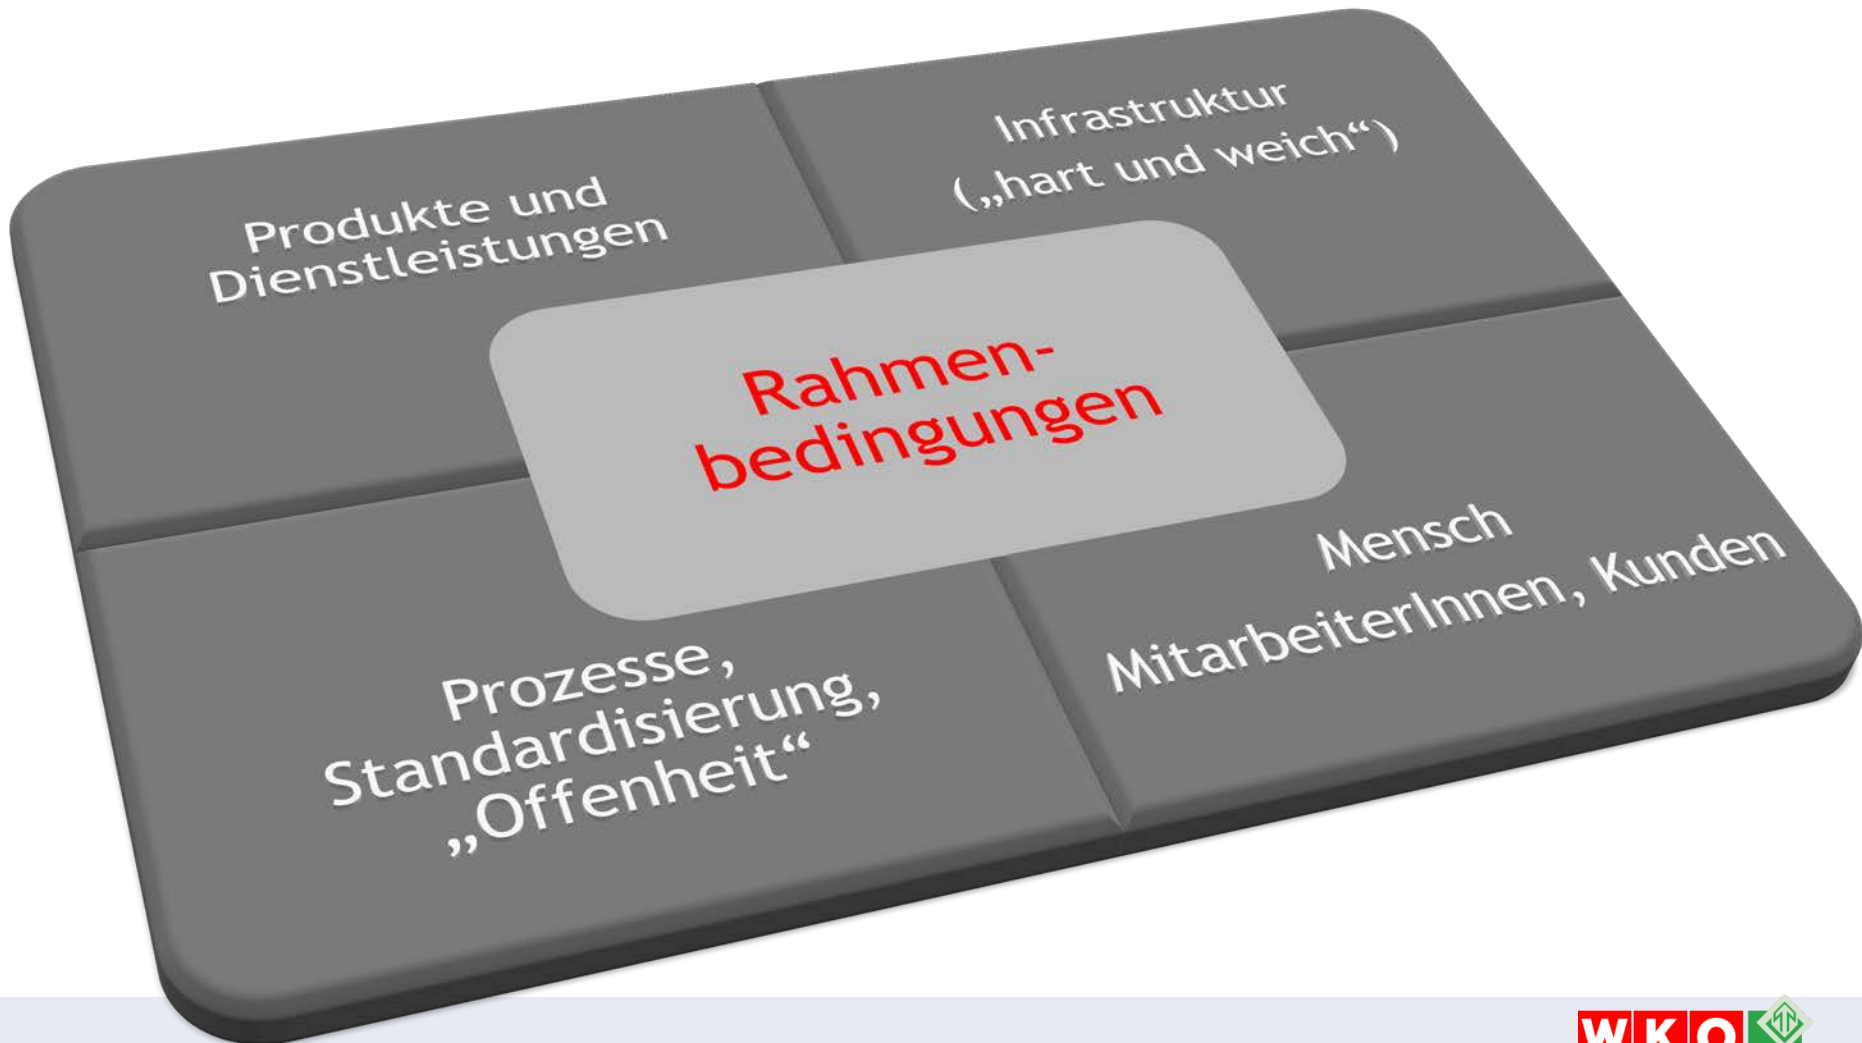 Produkte und
Dienstleistungen
Infrastruktur
(„hart und weich“)
Rahmen-
bedingungen
Prozesse,
Standardisierung,
„Offenheit“
Mensch
MitarbeiterInnen, Kunden
WKO